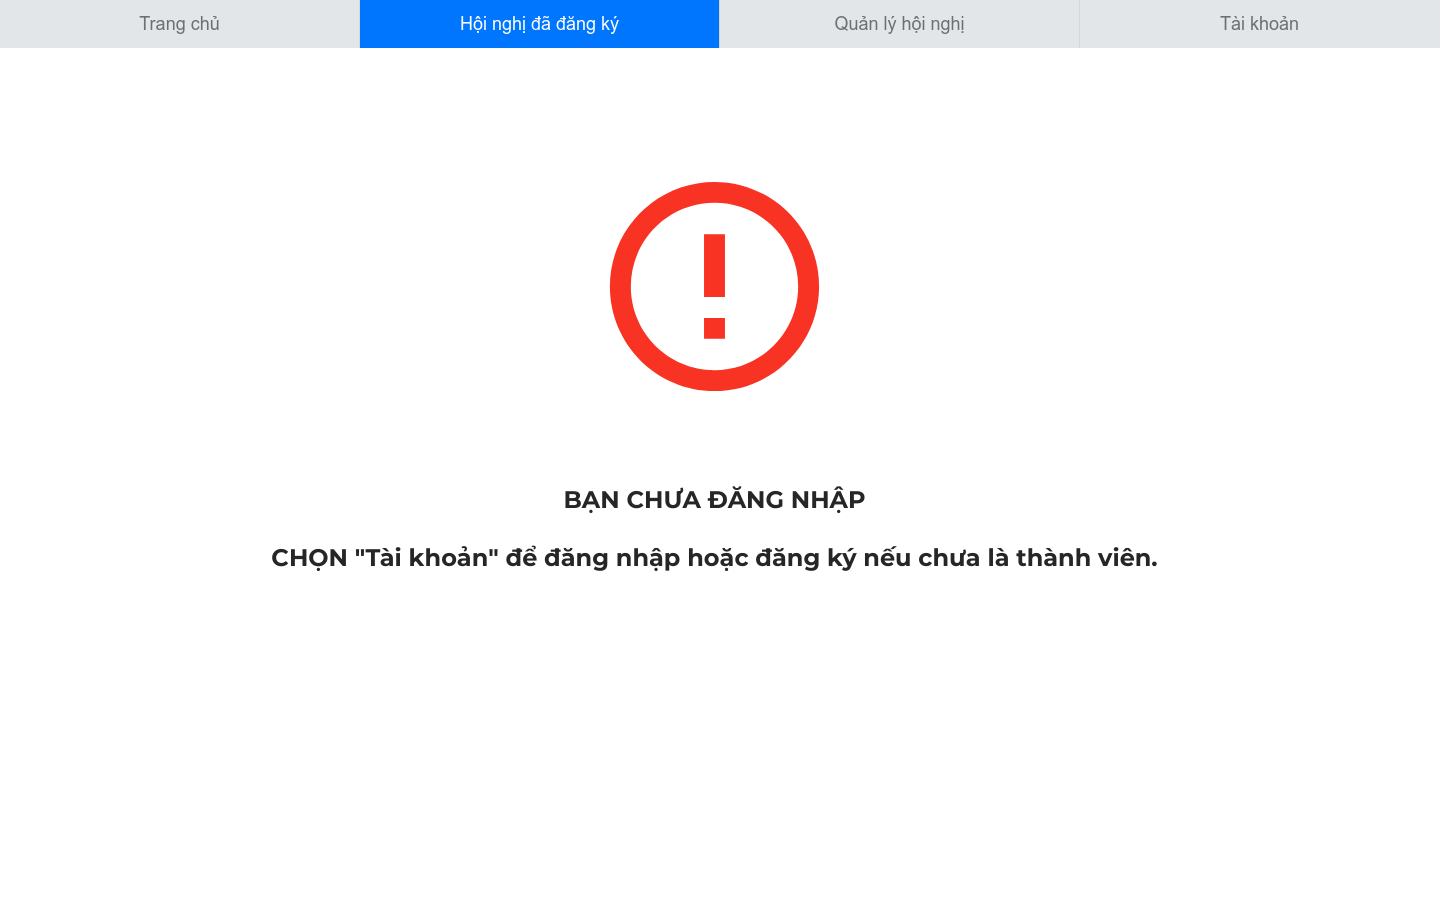 Trang chủ
Hội nghị đã đăng ký
Quản lý hội nghị
Tài khoản
BẠN CHƯA ĐĂNG NHẬP
CHỌN "Tài khoản" để đăng nhập hoặc đăng ký nếu chưa là thành viên.